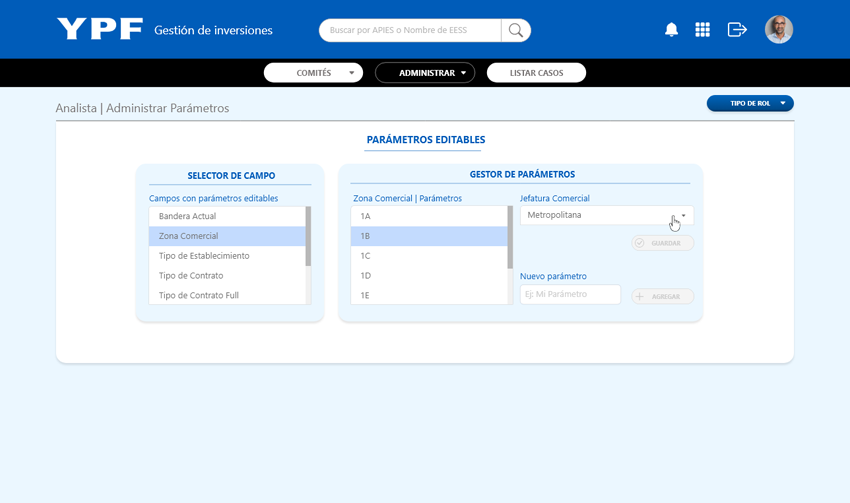 YPF Gestión de inversiones
Buscar por APIES o Nombre de EESS
COMITÉS
ADMINISTRAR
LISTAR CASOS
Analista | Administrar Parámetros
TIPO DE ROL
PARÁMETROS EDITABLES
SELECTOR DE CAMPO
Campos con parámetros editables
Bandera Actual
Zona Comercial
Tipo de Establecimiento
Tipo de Contrato
Tipo de Contrato Full
GESTOR DE PARÁMETROS
Zona Comercial | Parámetros
1A
1B
1C
1D
1E
Jefatura Comercial
Metropolitana
GUARDAR
Nuevo parámetro
Ej: Mi Parámetro
AGREGAR